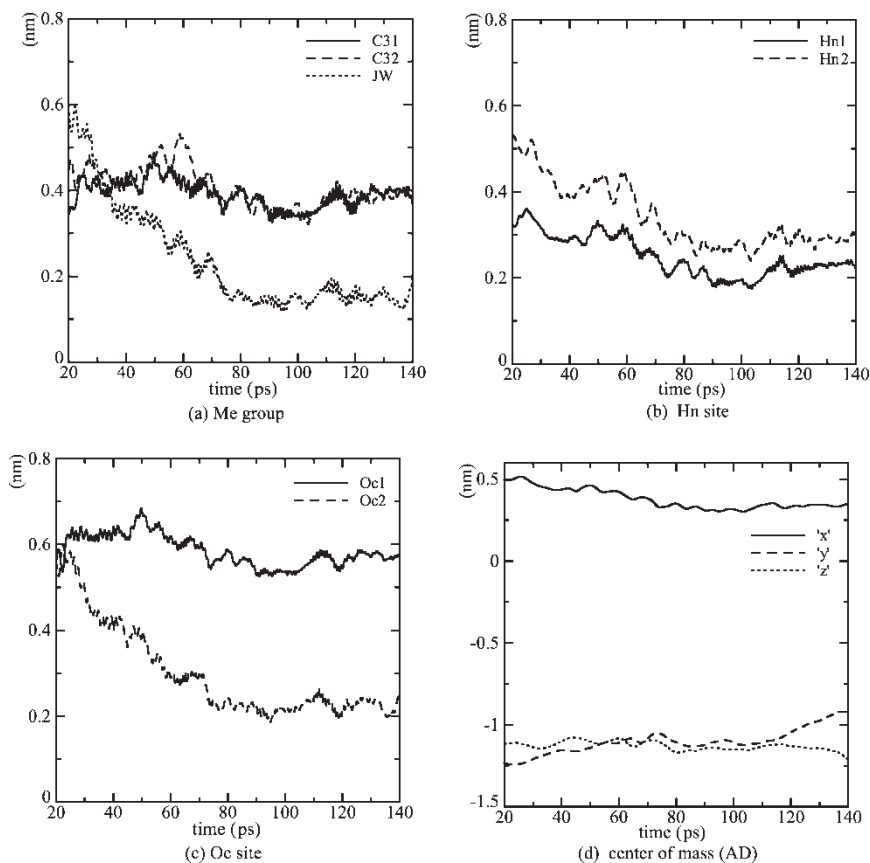 (nm)
0.8
0.6
0.4
0.2
0
C31
C32
JW
20 40 60 80 100 120 140
time (ps)
(a) Me group
(nm)
0.8
0.6
0.4
0.2
0
Hn1
Hn2
20 40 60 80 100 120 140
time (ps)
(b) Hn site
(nm)
0.8
0.6
0.4
0.2
0
Oc1
Oc2
20 40 60 80 100 120 140
time (ps)
(c) Oc site
(nm)
0.5
0
-0.5
-1
-1.5
'x'
'y'
'z'
20 40 60 80 100 120 140
time (ps)
(d) center of mass (AD)